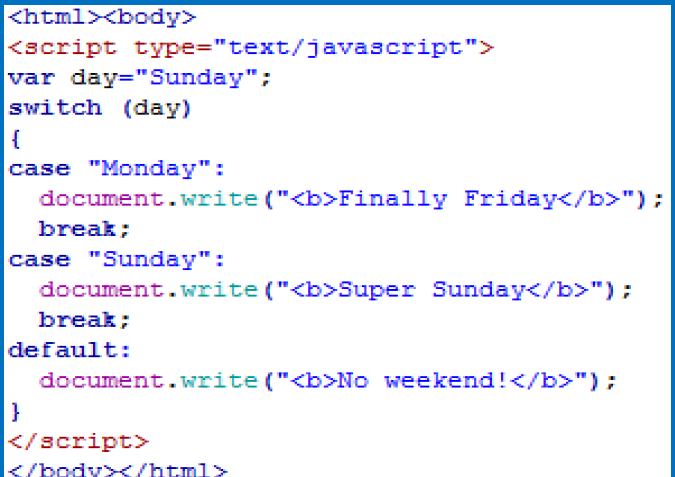 <html><body>
<script type="text/javascript">
var day="Sunday";
switch (day)
{
case "Monday":
  document.write("<b>Finally Friday</b>");
  break;
case "Sunday":
  document.write("<b>Super Sunday</b>");
  break;
default:
  document.write("<b>No weekend!</b>");
}
</script>
</body></html>